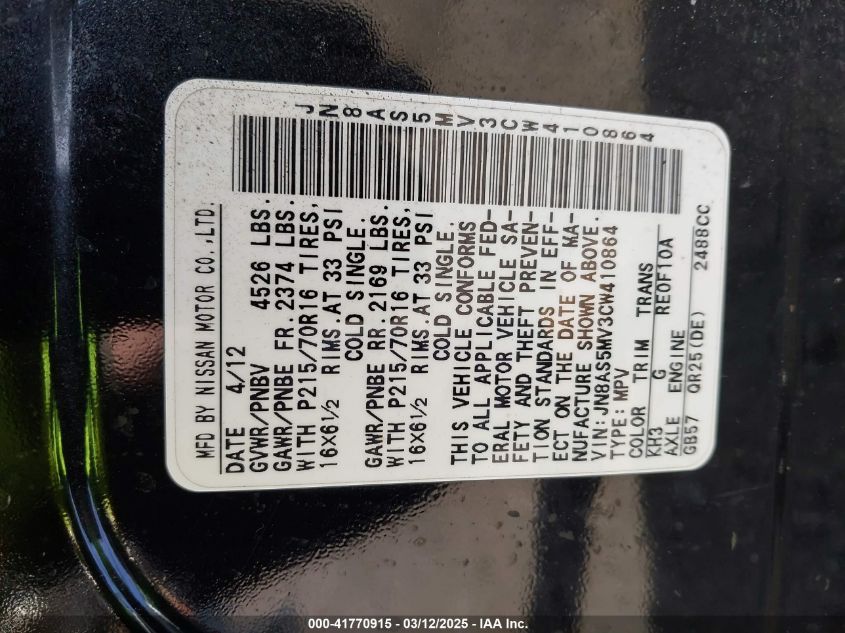 JN8AS5MV3CW410864
MFD BY NISSAN MOTOR CO.,LTD.
DATE 4/12
GVWR/PNBV 4526 LBS.
GAWR/PNBE FR. 2374 LBS.
WITH P215/70R16 TIRES,
16X6½ RIMS AT 33 PSI
COLD SINGLE.
GAWR/PNBE RR. 2169 LBS.
WITH P215/70R16 TIRES,
16X6½ RIMS AT 33 PSI
COLD SINGLE.
THIS VEHICLE CONFORMS
TO ALL APPLICABLE FED-
ERAL MOTOR VEHICLE SA-
FETY AND THEFT PREVEN-
TION STANDARDS IN EFF-
ECT ON THE DATE OF MA-
NUFACTURE SHOWN ABOVE.
VIN: JN8AS5MV3CW410864
TYPE: MPV
COLOR TRIM TRANS
KH3 G RE0F10A
AXLE ENGINE
GB57 QR25(DE) 2488CC
000-41770915 - 03/12/2025 - IAA Inc.